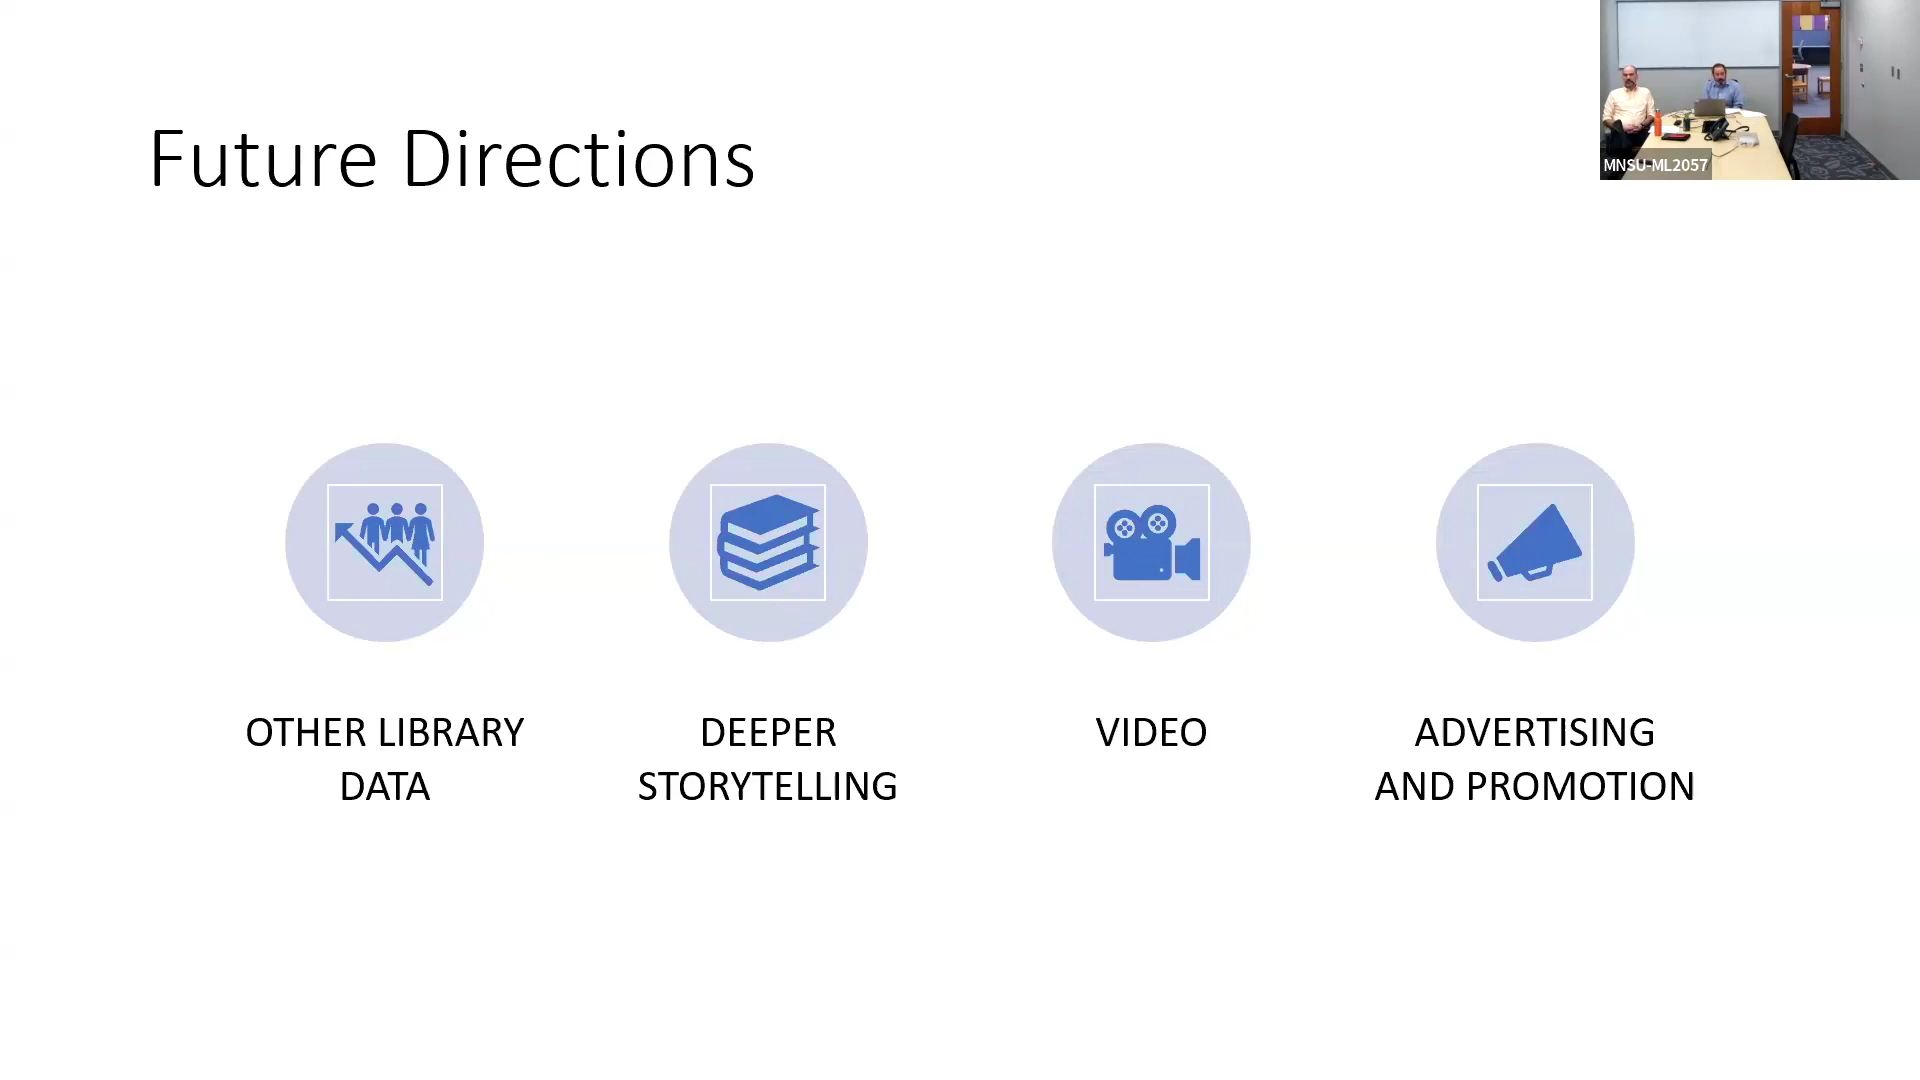 Future Directions
MNSU-ML2057
OTHER LIBRARY
DATA
DEEPER
STORYTELLING
VIDEO
ADVERTISING
AND PROMOTION